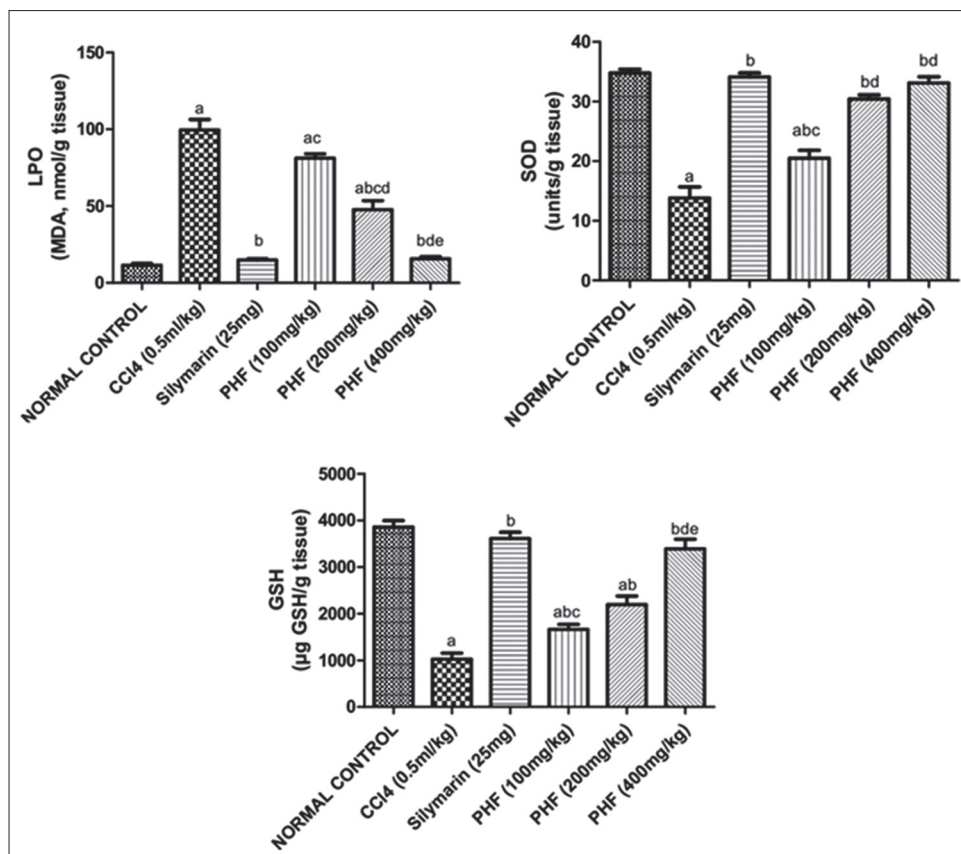 LPO
(MDA, nmol/g tissue)
150
100
50
0
a
b
ac
abcd
bde
NORMAL CONTROL
CCl4 (0.5ml/kg)
Silymarin (25mg)
PHF (100mg/kg)
PHF (200mg/kg)
PHF (400mg/kg)
SOD
(units/g tissue)
40
30
20
10
0
a
b
abc
bd
bd
NORMAL CONTROL
CCl4 (0.5ml/kg)
Silymarin (25mg)
PHF (100mg/kg)
PHF (200mg/kg)
PHF (400mg/kg)
GSH
(µg GSH/g tissue)
5000
4000
3000
2000
1000
0
a
b
abc
ab
bde
NORMAL CONTROL
CCl4 (0.5ml/kg)
Silymarin (25mg)
PHF (100mg/kg)
PHF (200mg/kg)
PHF (400mg/kg)